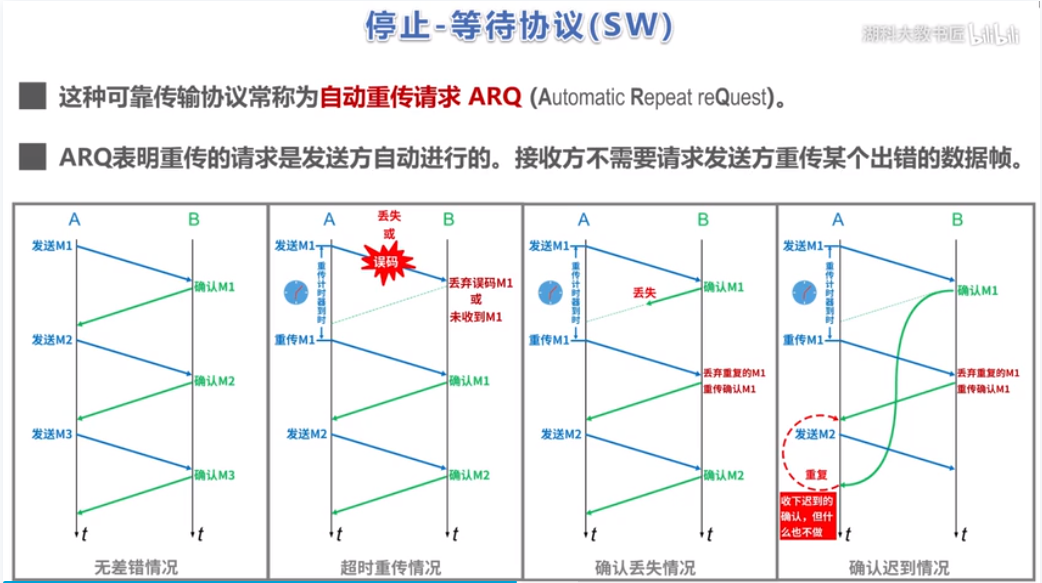 停止-等待协议(SW)
湖科大教书匠 bilibili
这种可靠传输协议常称为自动重传请求 ARQ (Automatic Repeat reQuest)。
ARQ表明重传的请求是发送方自动进行的。接收方不需要请求发送方重传某个出错的数据帧。
A
B
发送M1
确认M1
发送M2
确认M2
发送M3
确认M3
t
t
无差错情况
A
丢失
或
误码
B
发送M1
重传计时器到时
丢弃误码M1
或
未收到M1
重传M1
确认M1
发送M2
确认M2
t
t
超时重传情况
A
B
发送M1
重传计时器到时
丢失
确认M1
重传M1
丢弃重复的M1
重传确认M1
发送M2
确认M2
t
t
确认丢失情况
A
B
发送M1
重传计时器到时
确认M1
重传M1
丢弃重复的M1
重传确认M1
发送M2
重复
收下迟到的
确认，但什
么也不做
t
t
确认迟到情况